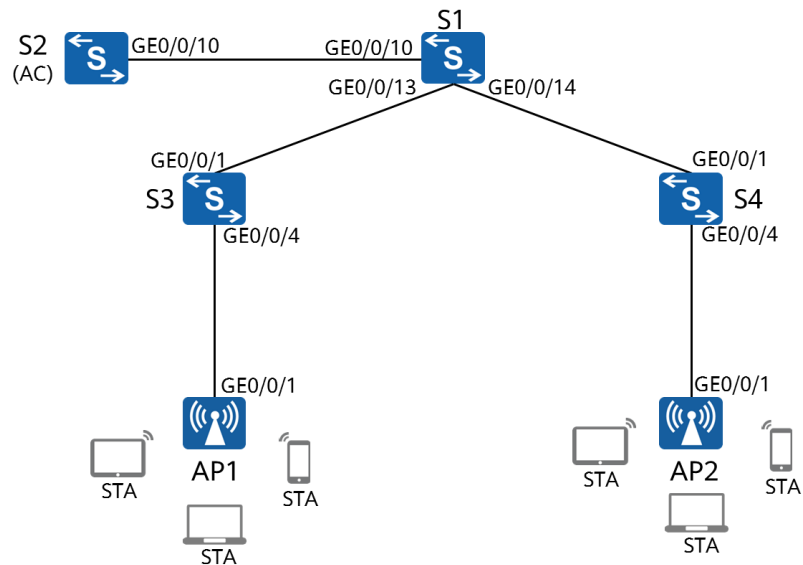 S1
S2
(AC)
S
GE0/0/10
GE0/0/10
S
GE0/0/13
GE0/0/14
GE0/0/1
GE0/0/1
S3
S
S
S4
GE0/0/4
GE0/0/4
GE0/0/1
GE0/0/1
AP1
AP2
STA
STA
STA
STA
STA
STA